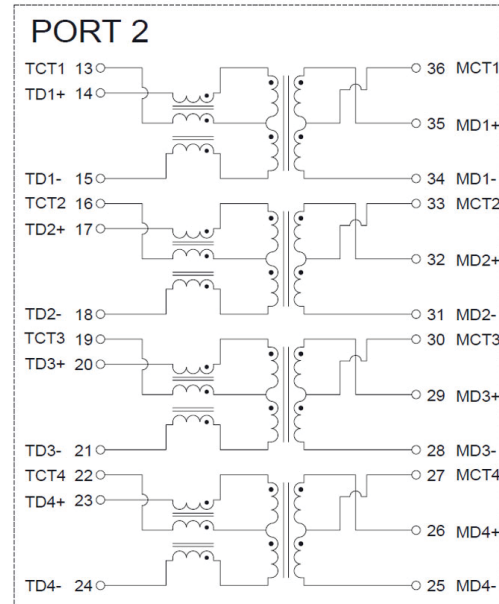 PORT 2
TCT1 13 36 MCT1
TD1+ 14
35 MD1+
TD1- 15 34 MD1-
TCT2 16 33 MCT2
TD2+ 17
32 MD2+
TD2- 18 31 MD2-
TCT3 19 30 MCT3
TD3+ 20
29 MD3+
TD3- 21 28 MD3-
TCT4 22 27 MCT4
TD4+ 23
26 MD4+
TD4- 24 25 MD4-